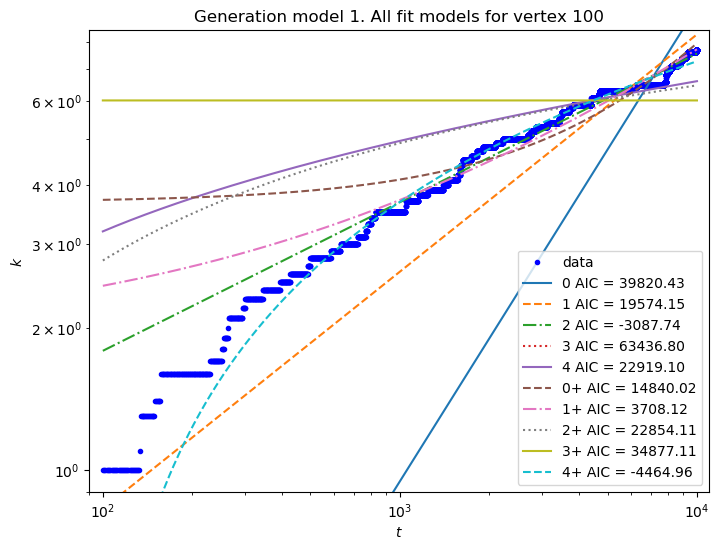 Generation model 1. All fit models for vertex 100
6 × 10⁰
4 × 10⁰
3 × 10⁰
2 × 10⁰
10⁰
k
data
0 AIC = 39820.43
1 AIC = 19574.15
2 AIC = -3087.74
3 AIC = 63436.80
4 AIC = 22919.10
0+ AIC = 14840.02
1+ AIC = 3708.12
2+ AIC = 22854.11
3+ AIC = 34877.11
4+ AIC = -4464.96
10² 10³ 10⁴
t